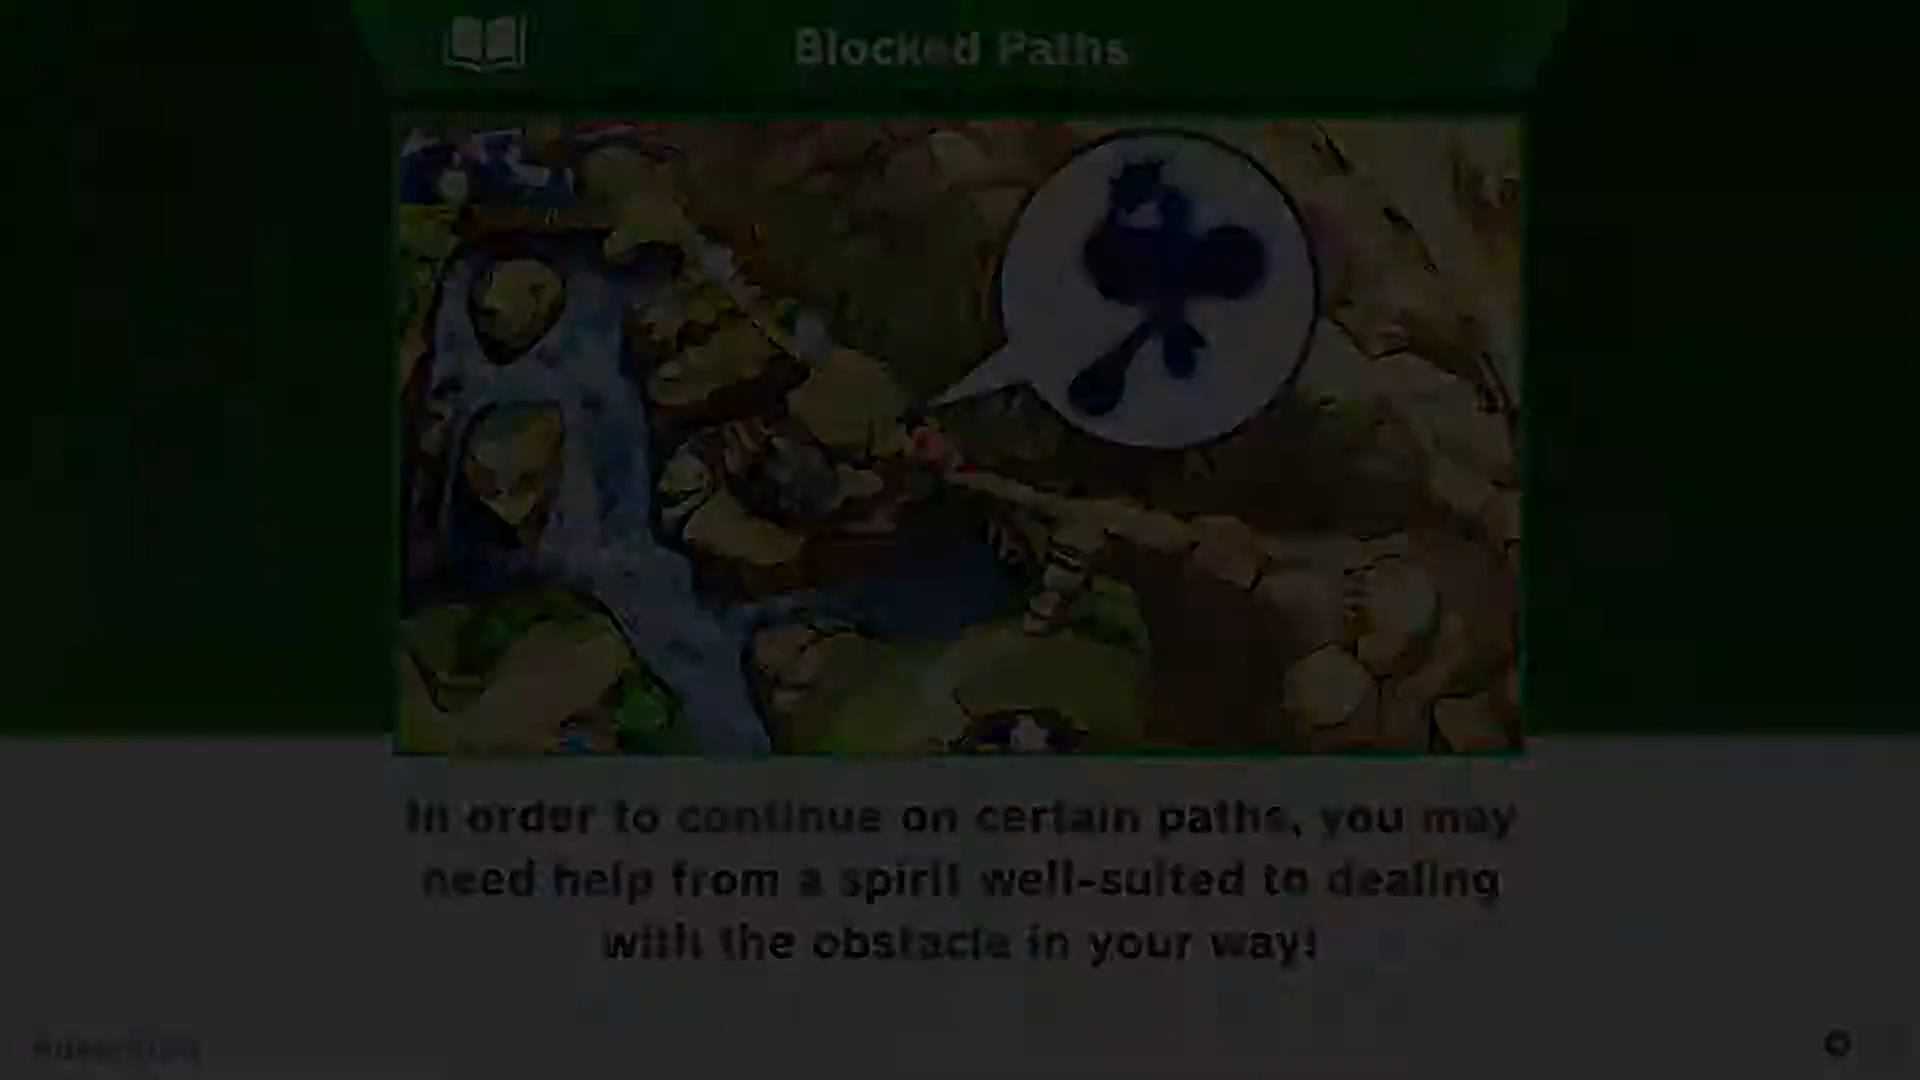 Blocked Paths
In order to continue on certain paths, you may
need help from a spirit well-suited to dealing
with the obstacle in your way!